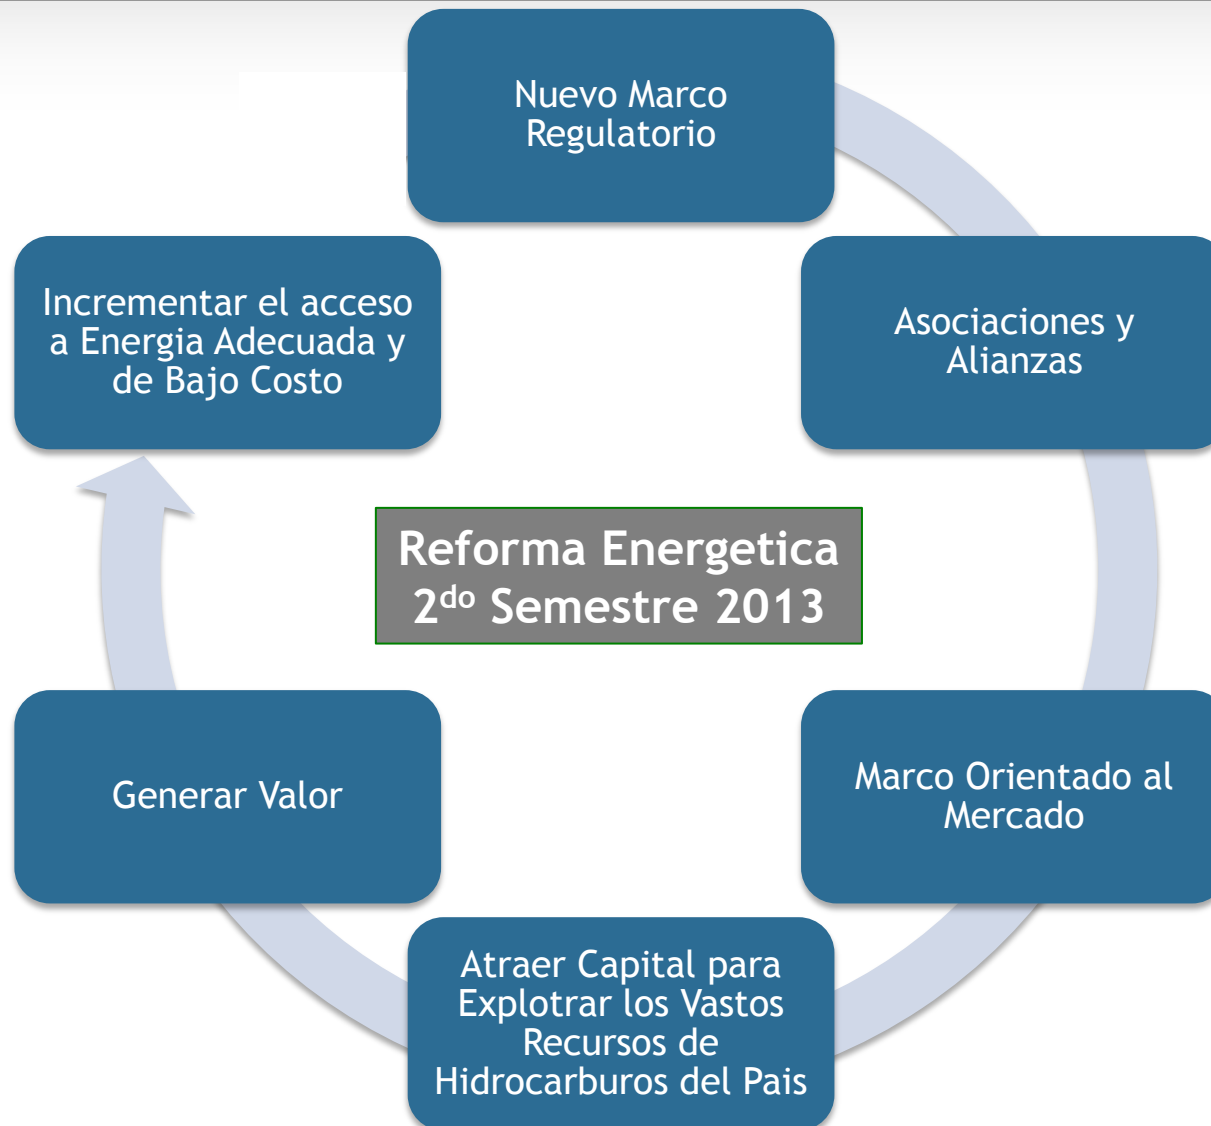 Nuevo Marco
Regulatorio
Asociaciones y
Alianzas
Marco Orientado al
Mercado
Atraer Capital para
Explotrar los Vastos
Recursos de
Hidrocarburos del Pais
Generar Valor
Incrementar el acceso
a Energia Adecuada y
de Bajo Costo
Reforma Energetica
2do Semestre 2013